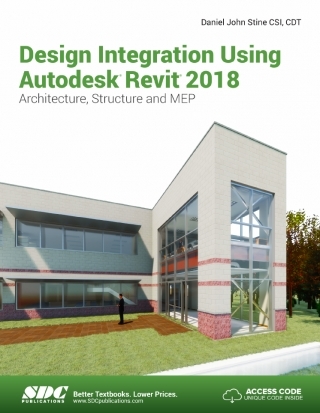 Daniel John Stine CSI, CDT
Design Integration Using
Autodesk® Revit® 2018
Architecture, Structure and MEP
SDC
PUBLICATIONS
Better Textbooks. Lower Prices.
www.SDCpublications.com
ACCESS CODE
UNIQUE CODE INSIDE